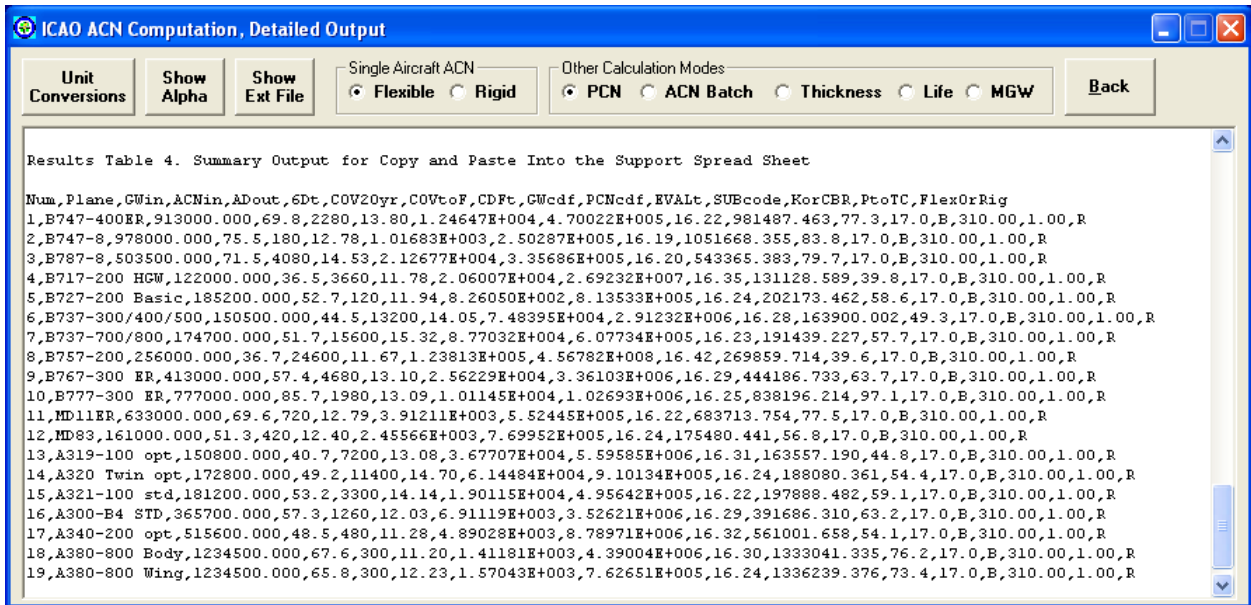 ICAO ACN Computation, Detailed Output
Unit Conversions
Show Alpha
Show Ext File
Single Aircraft ACN
Flexible Rigid
Other Calculation Modes
PCN ACN Batch Thickness Life MGW
Back
Results Table 4. Summary Output for Copy and Paste Into the Support Spread Sheet
Num,Plane,GWin,ACNin,ADout,6Dt,COV20yr,COVtoF,CDFt,GWcdf,PCNcdf,EVALt,SUBcode,KorCBR,PtoTC,FlexOrRig
1,B747-400ER,913000.000,69.8,2280,13.80,1.24647E+004,4.70022E+005,16.22,981487.463,77.3,17.0,B,310.00,1.00,R
2,B747-8,978000.000,75.5,180,12.78,1.01683E+003,2.50287E+005,16.19,1051668.355,83.8,17.0,B,310.00,1.00,R
3,B787-8,503500.000,71.5,4080,14.53,2.12677E+004,3.35686E+005,16.20,543365.383,79.7,17.0,B,310.00,1.00,R
4,B717-200 HGW,122000.000,36.5,3660,11.78,2.06007E+004,2.69232E+007,16.35,131128.589,39.8,17.0,B,310.00,1.00,R
5,B727-200 Basic,185200.000,52.7,120,11.94,8.26050E+002,8.13533E+005,16.24,202173.462,58.6,17.0,B,310.00,1.00,R
6,B737-300/400/500,150500.000,44.5,13200,14.05,7.48395E+004,2.91232E+006,16.28,163900.002,49.3,17.0,B,310.00,1.00,R
7,B737-700/800,174700.000,51.7,15600,15.32,8.77032E+004,6.07734E+005,16.23,191439.227,57.7,17.0,B,310.00,1.00,R
8,B757-200,256000.000,36.7,24600,11.67,1.23813E+005,4.56782E+008,16.42,269859.714,39.6,17.0,B,310.00,1.00,R
9,B767-300 ER,413000.000,57.4,4680,13.10,2.56229E+004,3.36103E+006,16.29,444186.733,63.7,17.0,B,310.00,1.00,R
10,B777-300 ER,777000.000,85.7,1980,13.09,1.01145E+004,1.02693E+006,16.25,838196.214,97.1,17.0,B,310.00,1.00,R
11,MD11ER,633000.000,69.6,720,12.79,3.91211E+003,5.52445E+005,16.22,683713.754,77.5,17.0,B,310.00,1.00,R
12,MD83,161000.000,51.3,420,12.40,2.45566E+003,7.69952E+005,16.24,175480.441,56.8,17.0,B,310.00,1.00,R
13,A319-100 opt,150800.000,40.7,7200,13.08,3.67707E+004,5.59585E+006,16.31,163557.190,44.8,17.0,B,310.00,1.00,R
14,A320 Twin opt,172800.000,49.2,11400,14.70,6.14484E+004,9.10134E+005,16.24,188080.361,54.4,17.0,B,310.00,1.00,R
15,A321-100 std,181200.000,53.2,3300,14.14,1.90115E+004,4.95642E+005,16.22,197888.482,59.1,17.0,B,310.00,1.00,R
16,A300-B4 STD,365700.000,57.3,1260,12.03,6.91119E+003,3.52621E+006,16.29,391686.310,63.2,17.0,B,310.00,1.00,R
17,A340-200 opt,515600.000,48.5,480,11.28,4.89028E+003,8.78971E+006,16.32,561001.658,54.1,17.0,B,310.00,1.00,R
18,A380-800 Body,1234500.000,67.6,300,11.20,1.41181E+003,4.39004E+006,16.30,1333041.335,76.2,17.0,B,310.00,1.00,R
19,A380-800 Wing,1234500.000,65.8,300,12.23,1.57043E+003,7.62651E+005,16.24,1336239.376,73.4,17.0,B,310.00,1.00,R